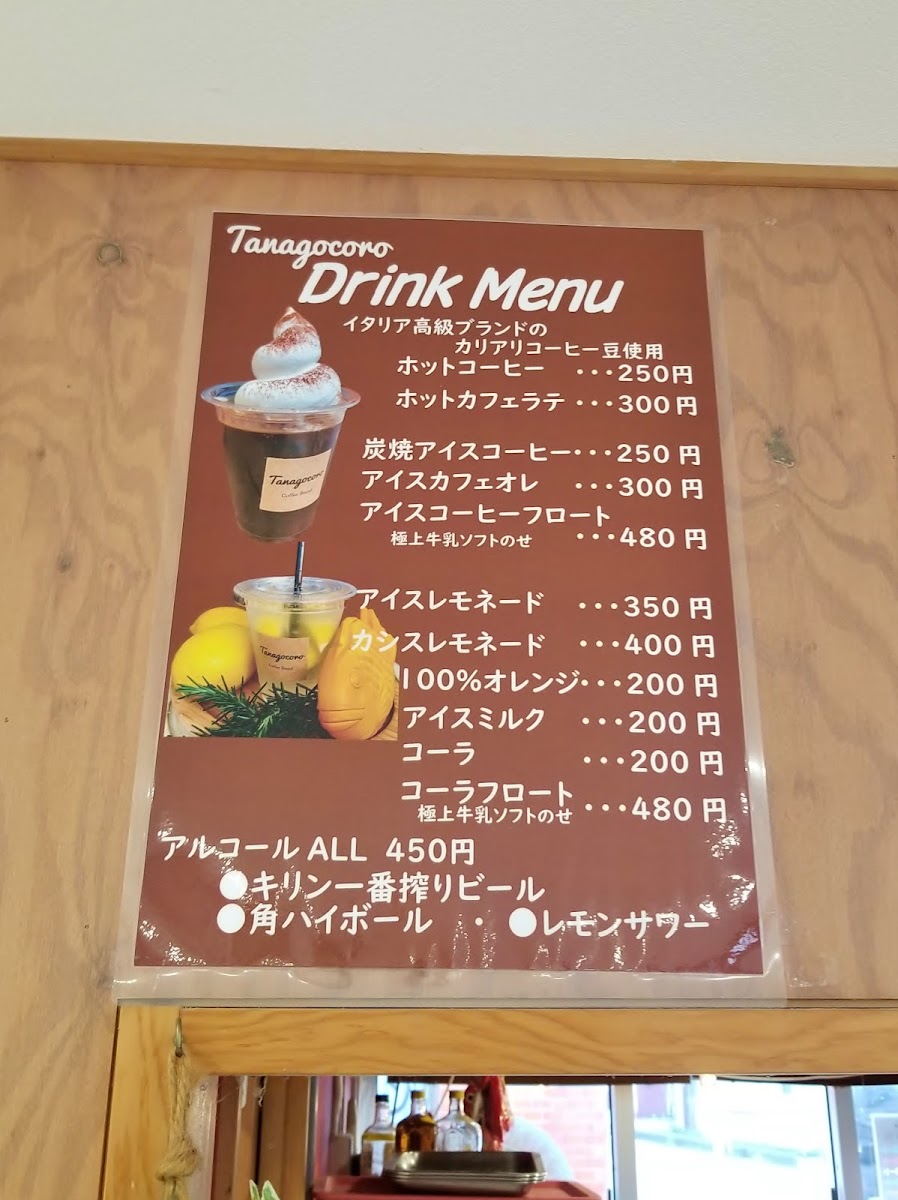 Tanagocoro
Drink Menu
イタリア高級ブランドの
カリアリコーヒー豆使用
ホットコーヒー ・・・250円
ホットカフェラテ ・・・300円
炭焼アイスコーヒー・・・250円
アイスカフェオレ ・・・300円
アイスコーヒーフロート
極上牛乳ソフトのせ ・・・480円
Tanagocoro
Coffee Stand
アイスレモネード ・・・350円
カシスレモネード ・・・400円
Tanagocoro
Coffee Stand
100%オレンジ・・・200円
アイスミルク ・・・200円
コーラ ・・・200円
コーラフロート
極上牛乳ソフトのせ ・・・480円
アルコール ALL 450円
●キリン一番搾りビール
●角ハイボール ・ ●レモンサワー